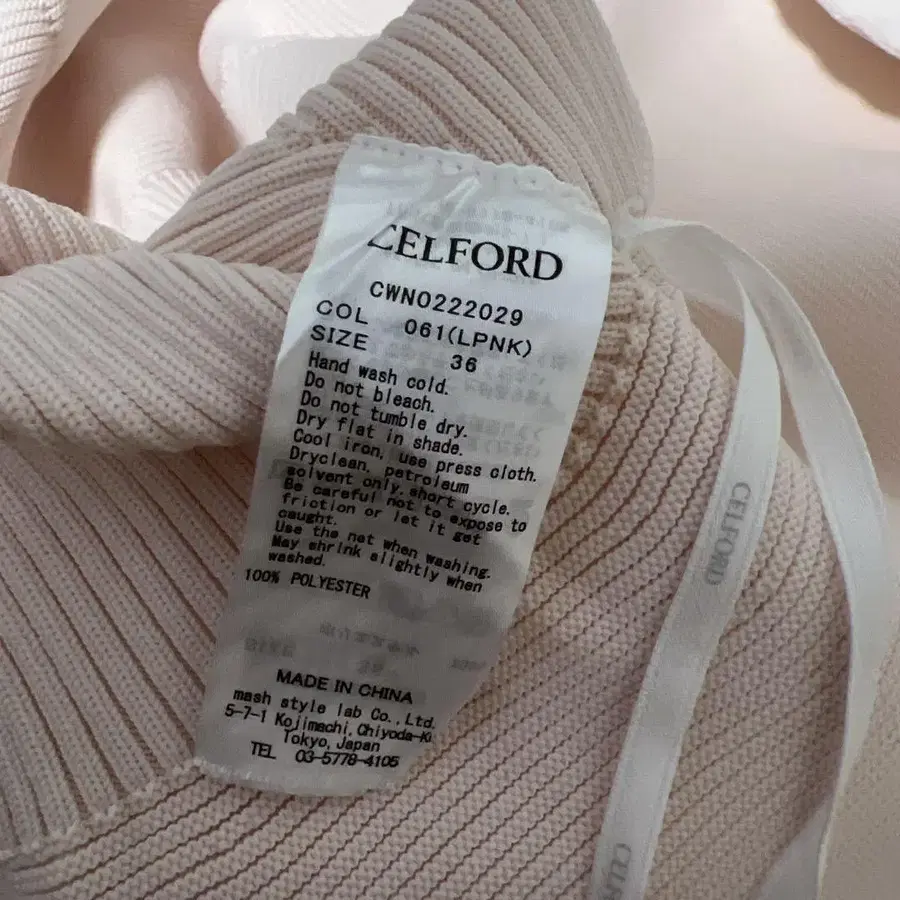 CELFORD
CWNO222029
COL 061(LPNK)
SIZE 36
Hand wash cold.
Do not bleach.
Do not tumble dry.
Dry flat in shade.
Cool iron, use press cloth.
Dryclean, petroleum
solvent only, short cycle.
Be careful not to expose to
friction or let it get
caught.
Use the net when washing.
May shrink slightly when
washed.
100% POLYESTER
MADE IN CHINA
mash style lab Co., Ltd.
5-7-1 Kojimachi, Chiyoda-Ku
Tokyo, Japan
TEL 03-5778-4105
CELFORD